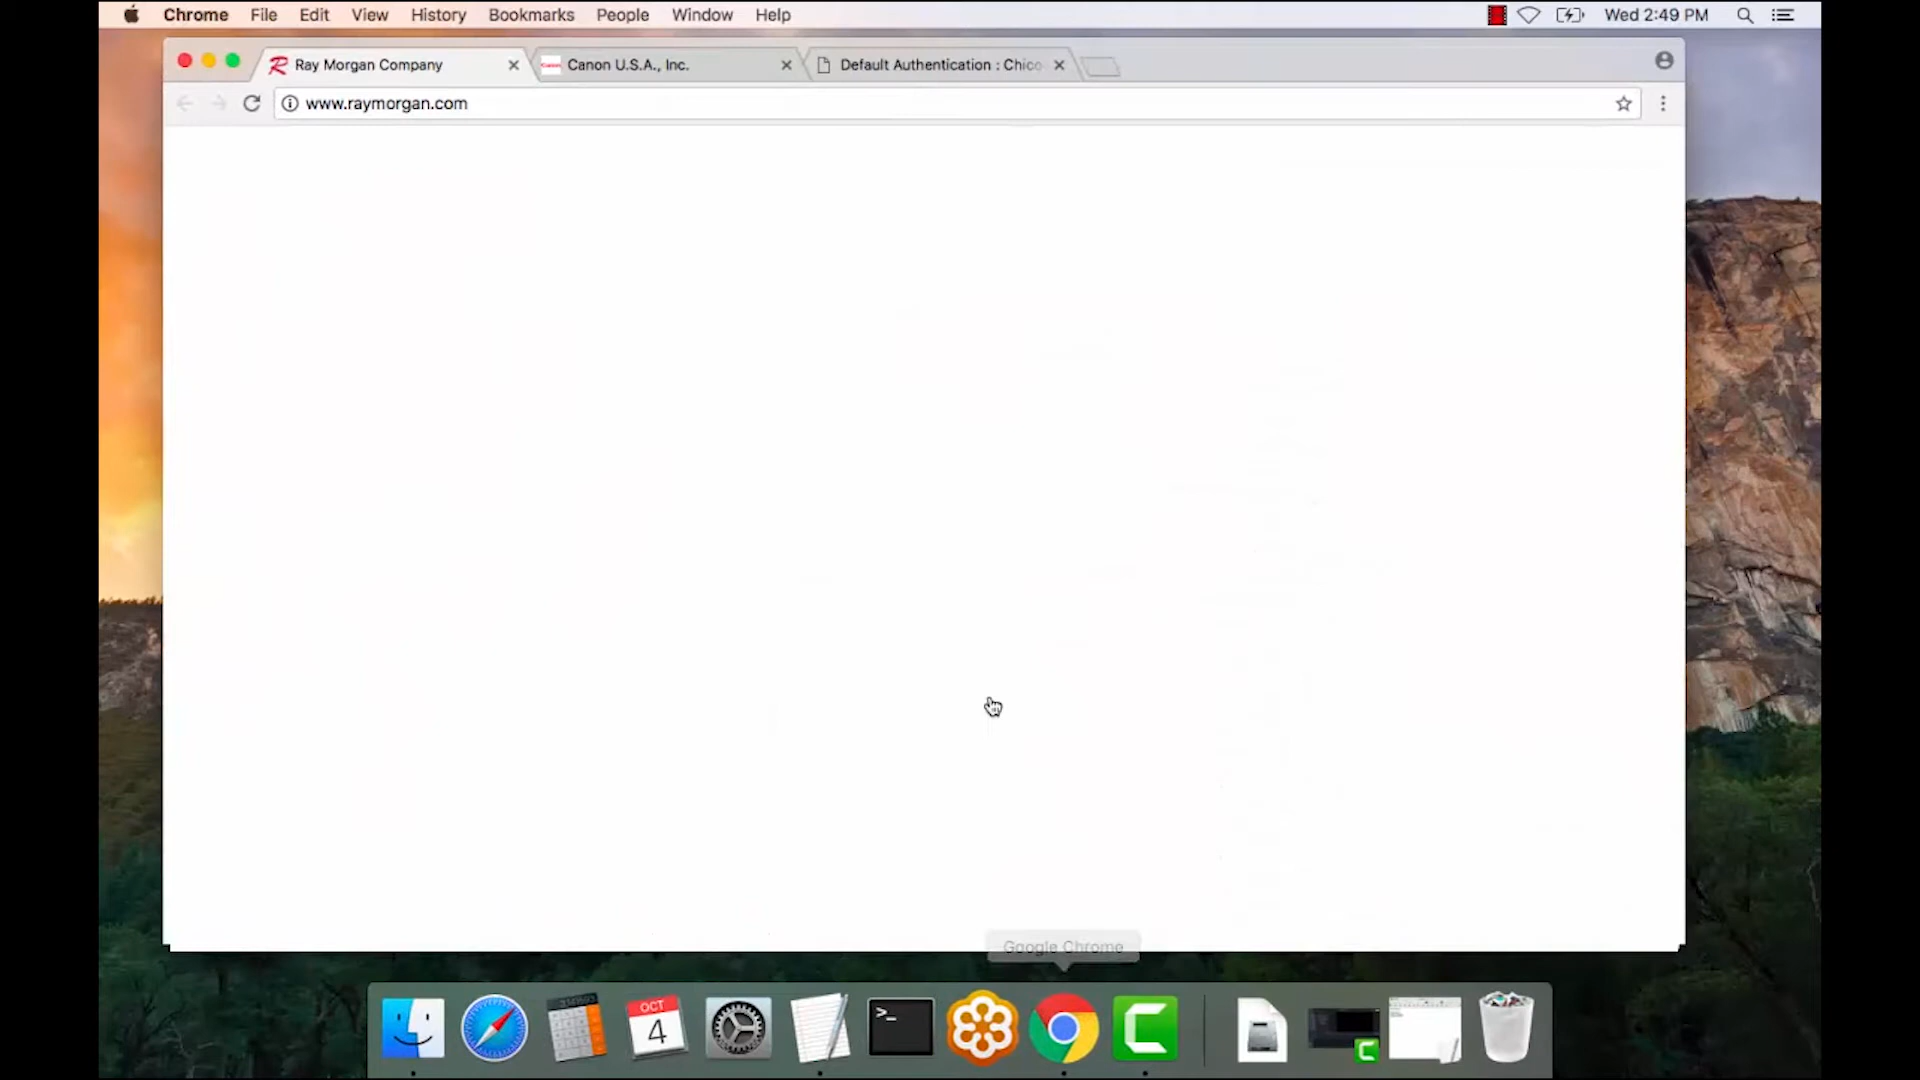 Chrome File Edit View History Bookmarks People Window Help Wed 2:49 PM
Ray Morgan Company Canon U.S.A., Inc. Default Authentication : Chico
www.raymorgan.com
Google Chrome
OCT
4